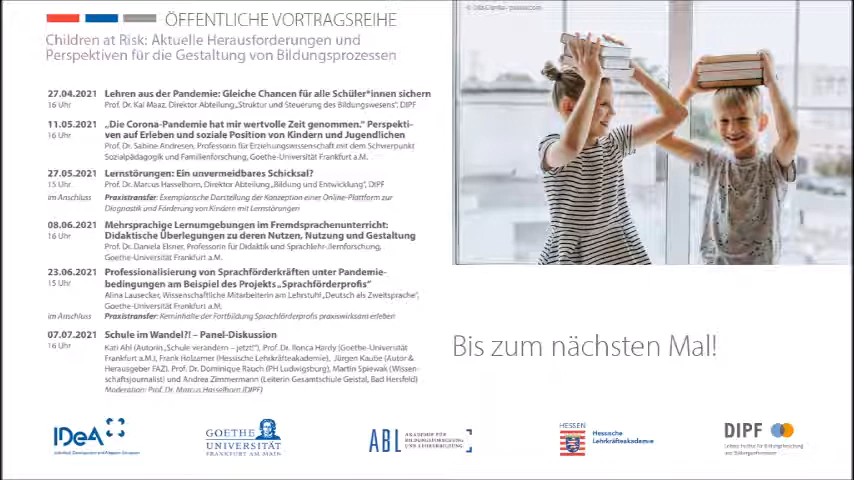 ÖFFENTLICHE VORTRAGSREIHE
Children at Risk: Aktuelle Herausforderungen und
Perspektiven für die Gestaltung von Bildungsprozessen
27.04.2021 Lehren aus der Pandemie: Gleiche Chancen für alle Schüler*innen sichern
16 Uhr Prof. Dr. Kai Maaz, Direktor Abteilung „Struktur und Steuerung des Bildungswesens“, DIPF
11.05.2021 „Die Corona-Pandemie hat mir wertvolle Zeit genommen.“ Perspekti-
16 Uhr ven auf Erleben und soziale Position von Kindern und Jugendlichen
Prof. Dr. Sabine Andresen, Professorin für Erziehungswissenschaft mit dem Schwerpunkt
Sozialpädagogik und Familienforschung, Goethe-Universität Frankfurt a.M.
27.05.2021 Lernstörungen: Ein unvermeidbares Schicksal?
15 Uhr Prof. Dr. Marcus Hasselhorn, Direktor Abteilung „Bildung und Entwicklung“, DIPF
im Anschluss Praxistransfer: Exemplarische Darstellung der Konzeption einer Online-Plattform zur
Diagnostik und Förderung von Kindern mit Lernstörungen
08.06.2021 Mehrsprachige Lernumgebungen im Fremdsprachenunterricht:
16 Uhr Didaktische Überlegungen zu deren Nutzen, Nutzung und Gestaltung
Prof. Dr. Daniela Elsner, Professorin für Didaktik und Sprachlehr-/lernforschung,
Goethe-Universität Frankfurt a.M.
23.06.2021 Professionalisierung von Sprachförderkräften unter Pandemie-
15 Uhr bedingungen am Beispiel des Projekts „Sprachförderprofis“
Alina Lausecker, Wissenschaftliche Mitarbeiterin am Lehrstuhl „Deutsch als Zweitsprache“,
Goethe-Universität Frankfurt a.M.
im Anschluss Praxistransfer: Kerninhalte der Fortbildung Sprachförderprofis praxiswirksam erleben
07.07.2021 Schule im Wandel?! – Panel-Diskussion
16 Uhr Kati Ahl (Autorin „Schule verändern – jetzt!“), Prof. Dr. Ilonca Hardy (Goethe-Universität
Frankfurt a.M.), Frank Holzamer (Hessische Lehrkräfteakademie), Jürgen Kaube (Autor &
Herausgeber FAZ), Prof. Dr. Dominique Rauch (PH Ludwigsburg), Martin Spiewak (Wissen-
schaftsjournalist) und Andrea Zimmermann (Leiterin Gesamtschule Geistal, Bad Hersfeld)
Moderation: Prof. Dr. Marcus Hasselhorn (DIPF)
Bis zum nächsten Mal!
IDeA
GOETHE
UNIVERSITÄT
FRANKFURT AM MAIN
ABL AKADEMIE FÜR
BILDUNGSFORSCHUNG
UND LEHRERBILDUNG
HESSEN
Hessische
Lehrkräfteakademie
DIPF
Leibniz-Institut für Bildungsforschung
und Bildungsinformation